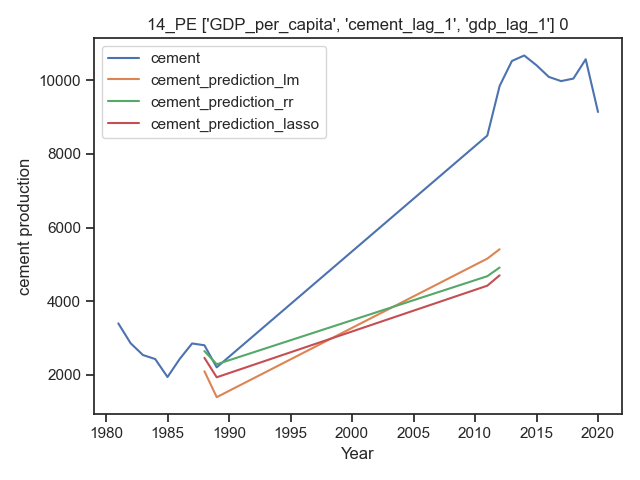 14_PE ['GDP_per_capita', 'cement_lag_1', 'gdp_lag_1'] 0
cement
cement_prediction_lm
cement_prediction_rr
cement_prediction_lasso
cement production
10000
8000
6000
4000
2000
1980 1985 1990 1995 2000 2005 2010 2015 2020
Year